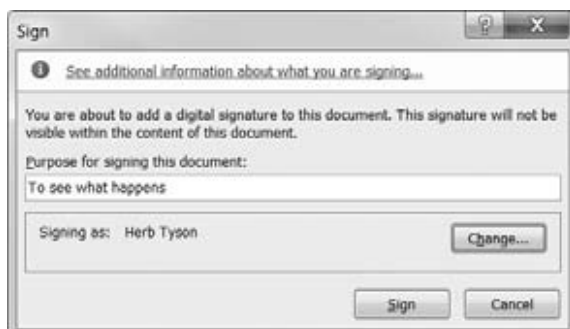 Sign
See additional information about what you are signing...
You are about to add a digital signature to this document. This signature will not be
visible within the content of this document.
Purpose for signing this document:
To see what happens
Signing as: Herb Tyson
Change...
Sign Cancel